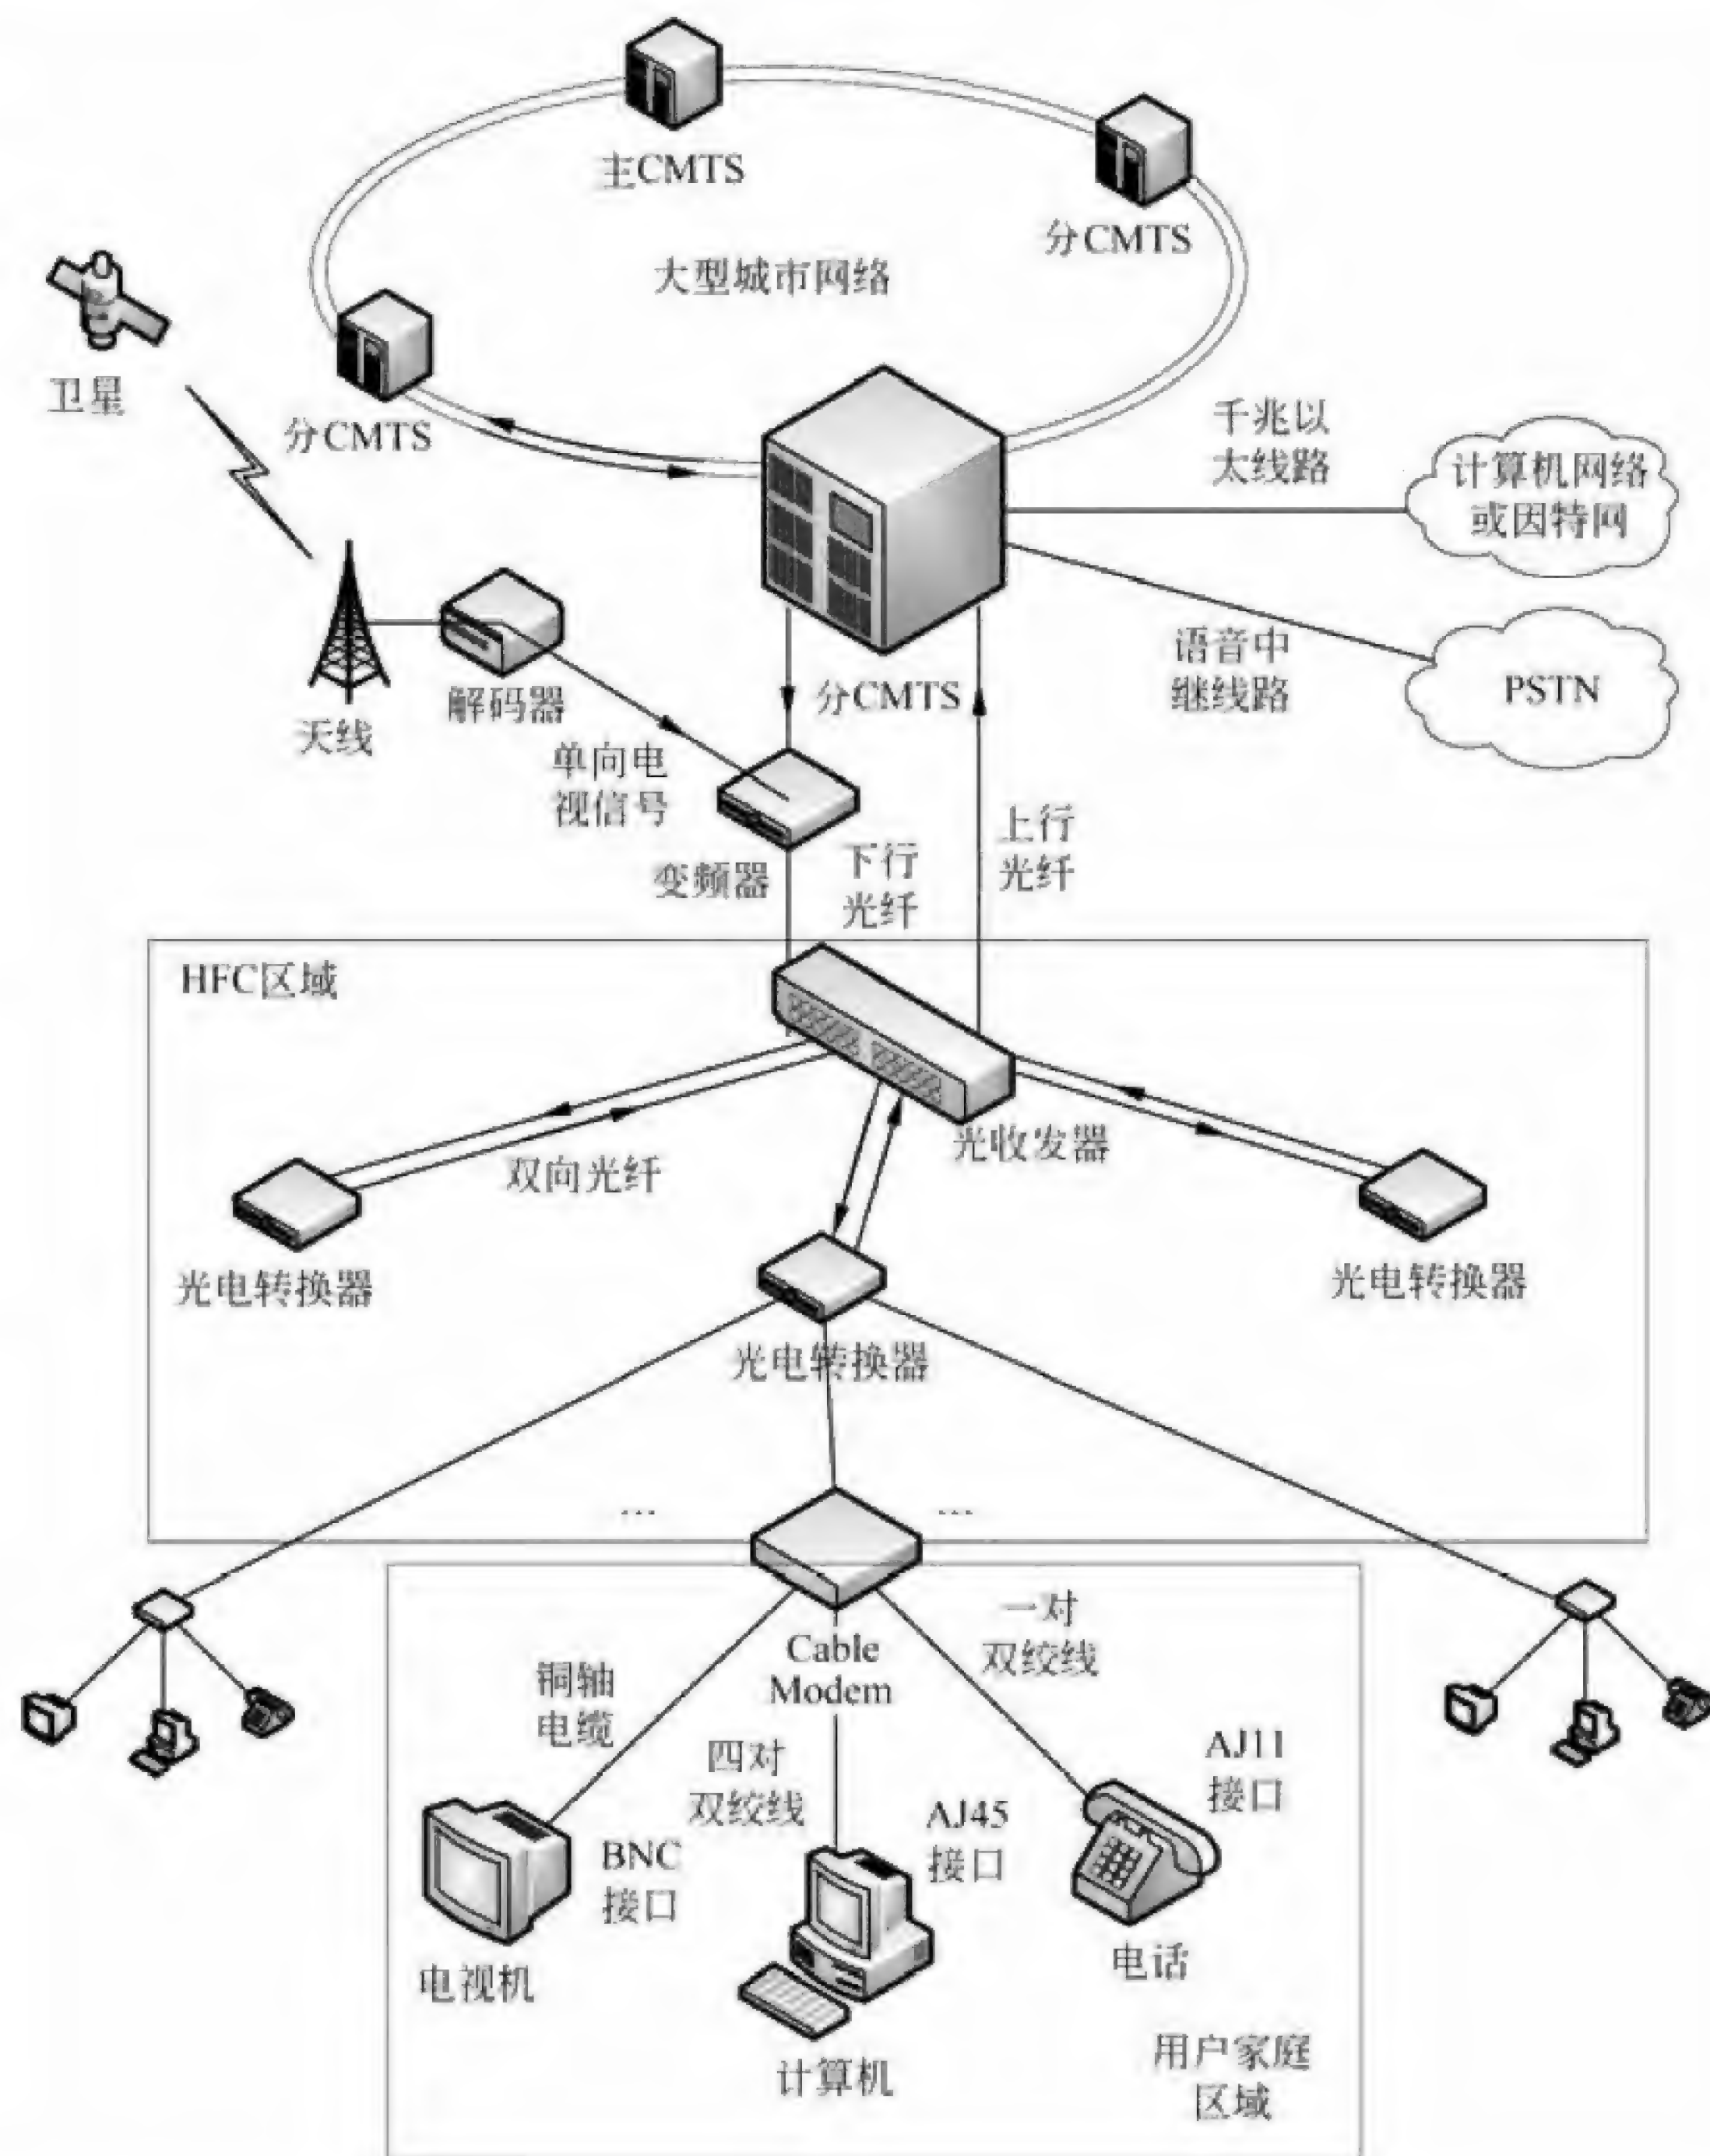 主CMTS
分CMTS
大型城市网络
卫星
分CMTS
千兆以
太线路
计算机网络
或因特网
语音中
继线路
PSTN
分CMTS
解码器
天线
单向电
视信号
变频器
下行
光纤
上行
光纤
HFC区域
光收发器
双向光纤
光电转换器
光电转换器
光电转换器
...
...
一对
双绞线
Cable
Modem
铜轴
电缆
四对
双绞线
AJ11
接口
AJ45
接口
BNC
接口
电视机
电话
计算机
用户家庭
区域